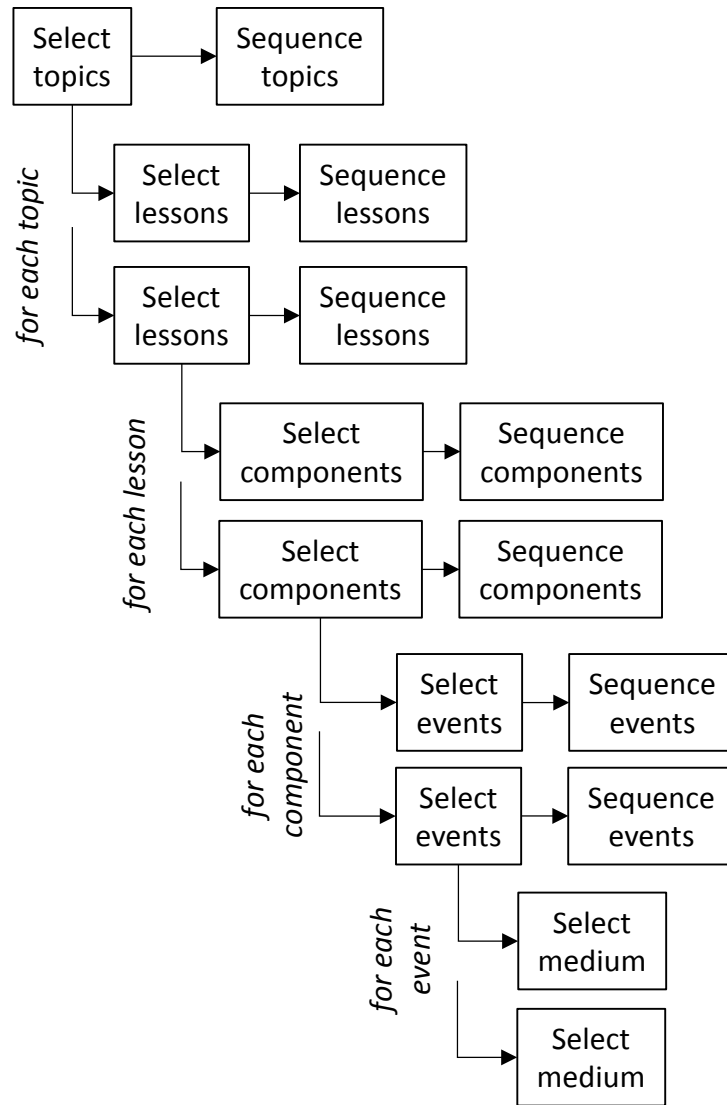 Select
topics
Sequence
topics
for each topic
Select
lessons
Sequence
lessons
Select
lessons
Sequence
lessons
for each lesson
Select
components
Sequence
components
Select
components
Sequence
components
for each
component
Select
events
Sequence
events
Select
events
Sequence
events
for each
event
Select
medium
Select
medium